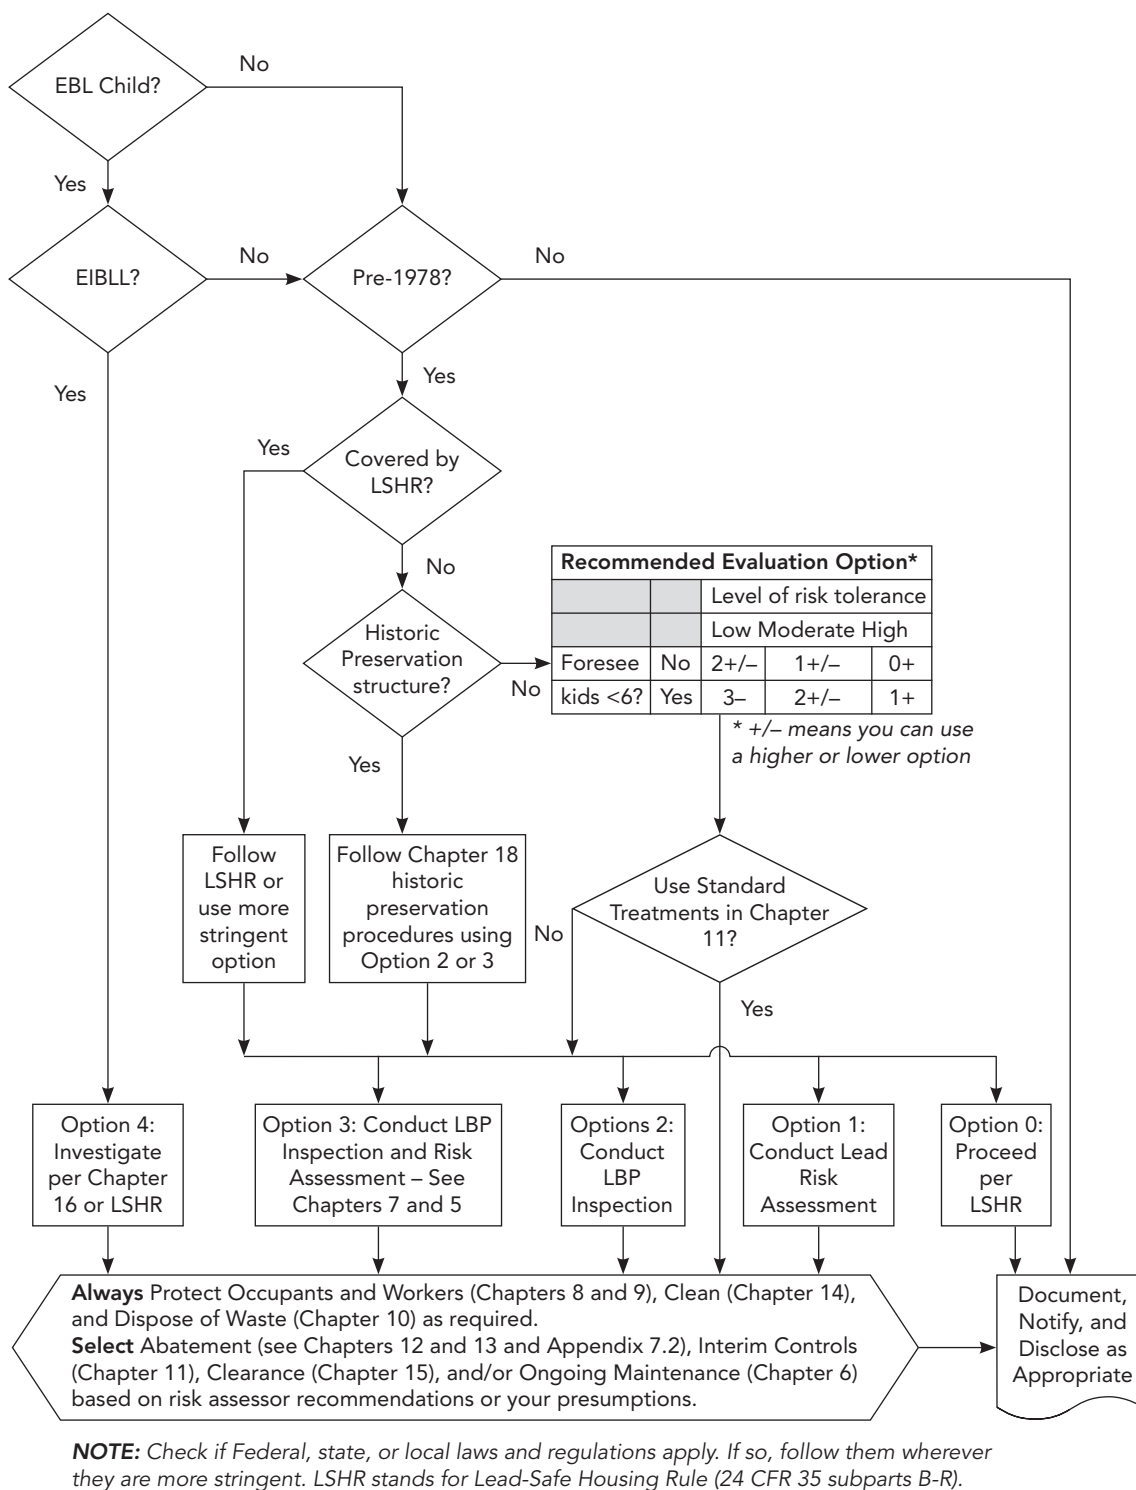 EBL Child?
No
Yes
EIBLL?
No
Pre-1978?
No
Yes
Yes
Covered by
LSHR?
Yes
No
Historic
Preservation
structure?
No
Yes
Recommended Evaluation Option*
Level of risk tolerance
Low Moderate High
Foresee No 2+/– 1+/– 0+
kids <6? Yes 3– 2+/– 1+
* +/– means you can use
a higher or lower option
Follow
LSHR or
use more
stringent
option
Follow Chapter 18
historic
preservation
procedures using
Option 2 or 3
Use Standard
Treatments in Chapter
11?
No
Yes
Option 4:
Investigate
per Chapter
16 or LSHR
Option 3: Conduct LBP
Inspection and Risk
Assessment – See
Chapters 7 and 5
Options 2:
Conduct
LBP
Inspection
Option 1:
Conduct Lead
Risk
Assessment
Option 0:
Proceed
per
LSHR
Always Protect Occupants and Workers (Chapters 8 and 9), Clean (Chapter 14),
and Dispose of Waste (Chapter 10) as required.
Select Abatement (see Chapters 12 and 13 and Appendix 7.2), Interim Controls
(Chapter 11), Clearance (Chapter 15), and/or Ongoing Maintenance (Chapter 6)
based on risk assessor recommendations or your presumptions.
Document,
Notify, and
Disclose as
Appropriate
NOTE: Check if Federal, state, or local laws and regulations apply. If so, follow them wherever
they are more stringent. LSHR stands for Lead-Safe Housing Rule (24 CFR 35 subparts B-R).